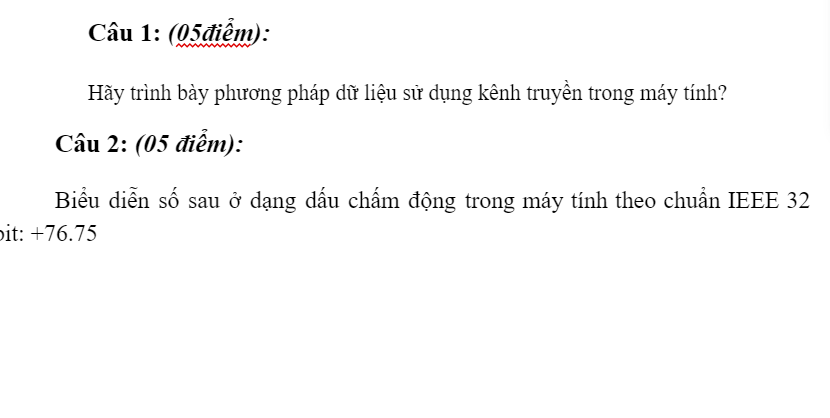 Câu 1: (05điểm):
Hãy trình bày phương pháp dữ liệu sử dụng kênh truyền trong máy tính?
Câu 2: (05 điểm):
Biểu diễn số sau ở dạng dấu chấm động trong máy tính theo chuẩn IEEE 32
bit: +76.75